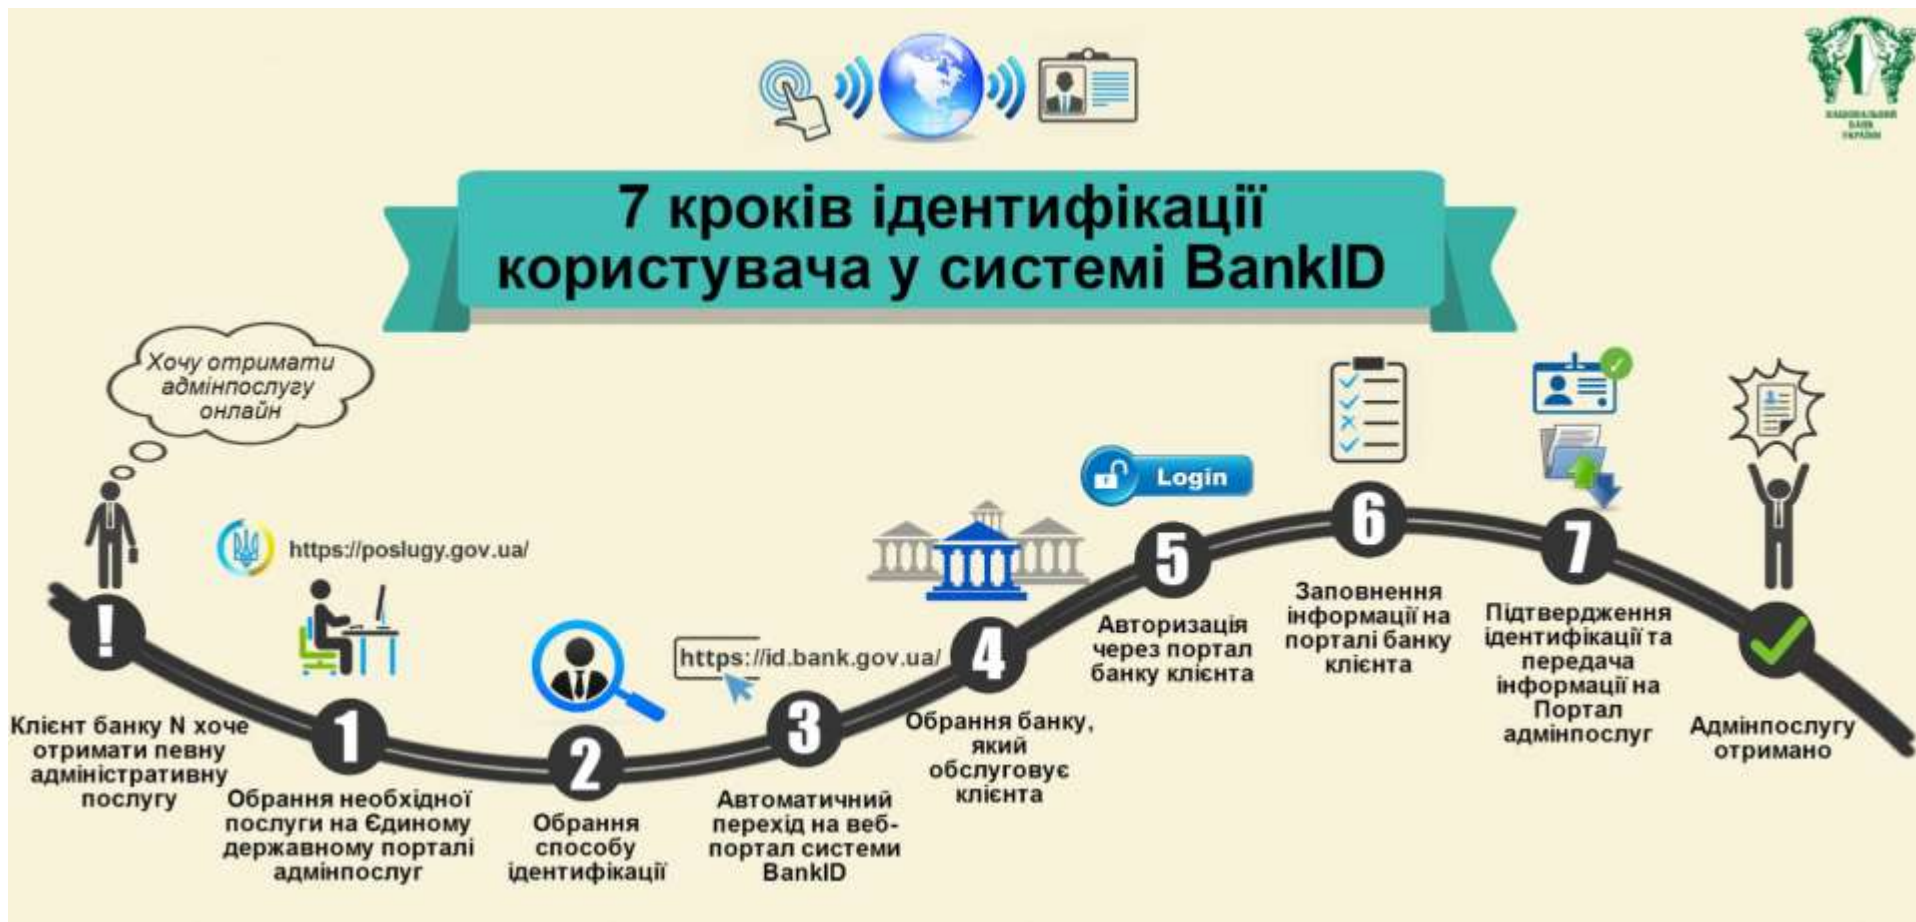 НАЦІОНАЛЬНИЙ
БАНК
УКРАЇНИ
7 кроків ідентифікації
користувача у системі BankID
Хочу отримати
адмінпослугу
онлайн
!
Клієнт банку N хоче
отримати певну
адміністративну
послугу
https://poslugy.gov.ua/
1
Обрання необхідної
послуги на Єдиному
державному порталі
адмінпослуг
2
Обрання
способу
ідентифікації
https://id.bank.gov.ua/
3
Автоматичний
перехід на веб-
портал системи
BankID
4
Обрання банку,
який
обслуговує
клієнта
Login
5
Авторизація
через портал
банку клієнта
6
Заповнення
інформації на
порталі банку
клієнта
7
Підтвердження
ідентифікації та
передача
інформації на
Портал
адмінпослуг
Адмінпослугу
отримано